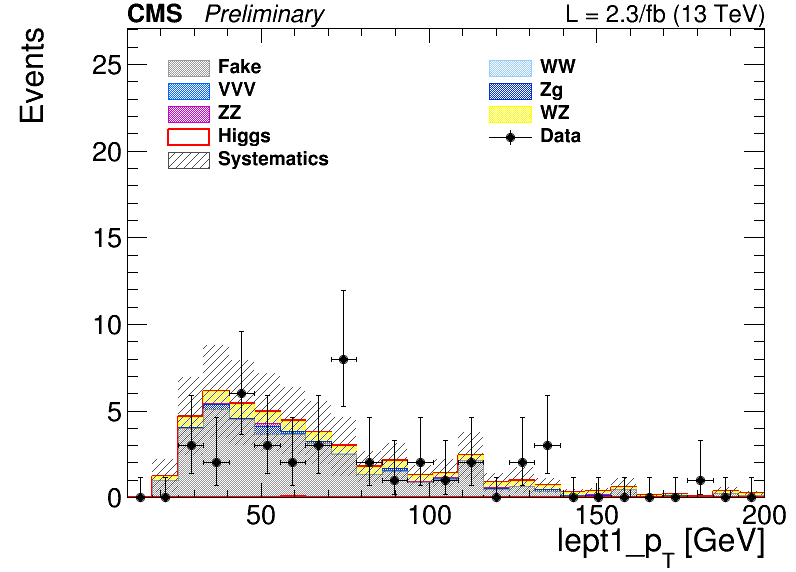 CMS Preliminary L = 2.3/fb (13 TeV)
Events
25
20
15
10
5
0
Fake
VVV
ZZ
Higgs
Systematics
WW
Zg
WZ
Data
50 100 150 200
lept1_p_T [GeV]